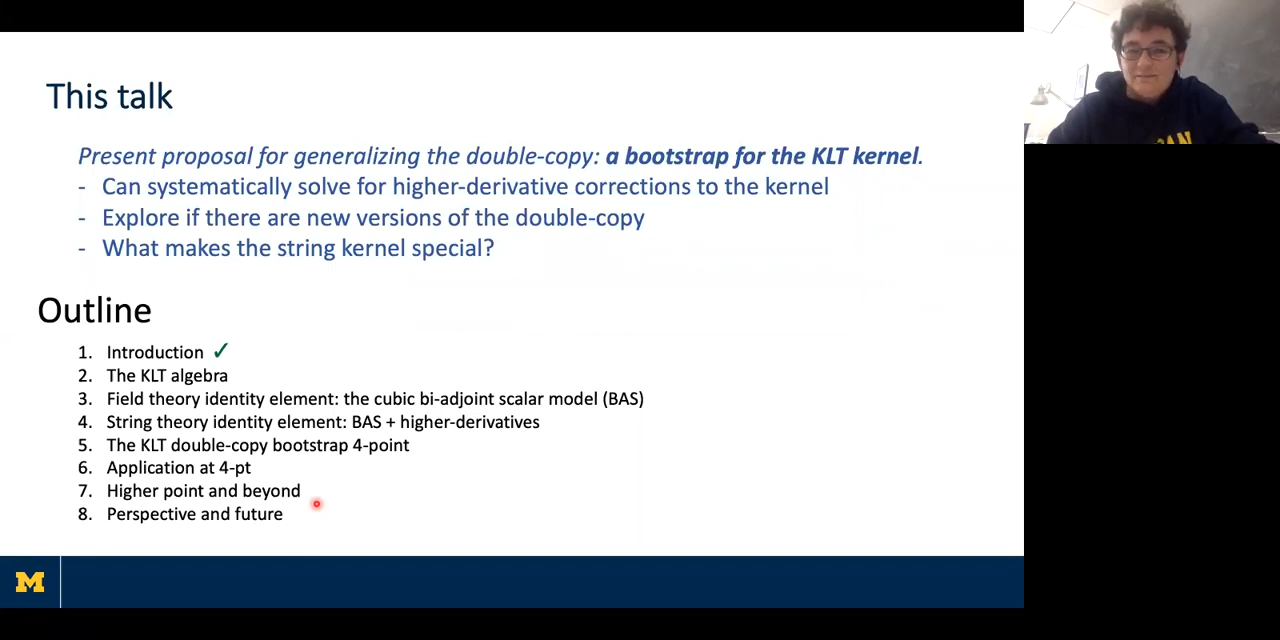 This talk
Present proposal for generalizing the double-copy: a bootstrap for the KLT kernel.
- Can systematically solve for higher-derivative corrections to the kernel
- Explore if there are new versions of the double-copy
- What makes the string kernel special?
Outline
1. Introduction ✓
2. The KLT algebra
3. Field theory identity element: the cubic bi-adjoint scalar model (BAS)
4. String theory identity element: BAS + higher-derivatives
5. The KLT double-copy bootstrap 4-point
6. Application at 4-pt
7. Higher point and beyond
8. Perspective and future
M